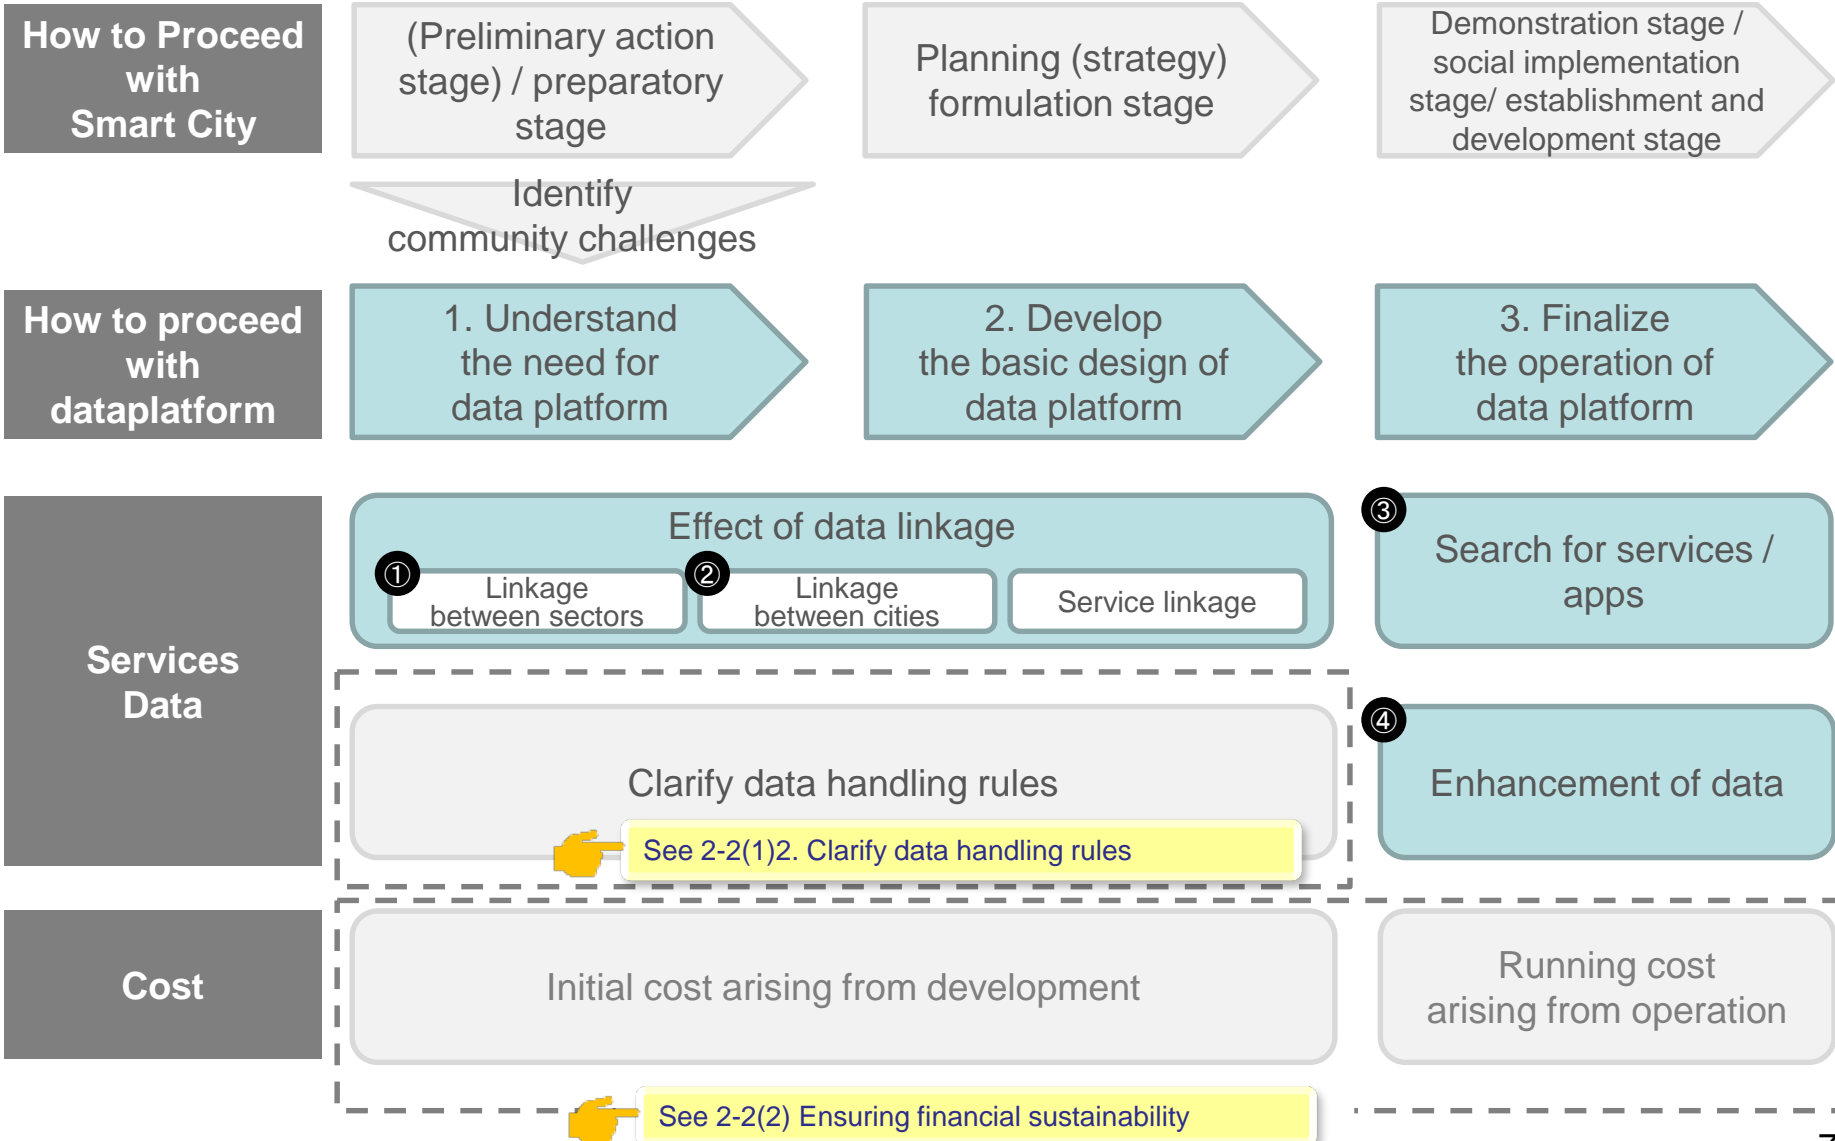 How to Proceed
with
Smart City
(Preliminary action
stage) / preparatory
stage
Planning (strategy)
formulation stage
Demonstration stage /
social implementation
stage/ establishment and
development stage
Identify
community challenges
How to proceed
with
dataplatform
1. Understand
the need for
data platform
2. Develop
the basic design of
data platform
3. Finalize
the operation of
data platform
Services
Data
Effect of data linkage
①
Linkage
between sectors
②
Linkage
between cities
Service linkage
③
Search for services /
apps
Clarify data handling rules
See 2-2(1)2. Clarify data handling rules
④
Enhancement of data
Cost
Initial cost arising from development
Running cost
arising from operation
See 2-2(2) Ensuring financial sustainability